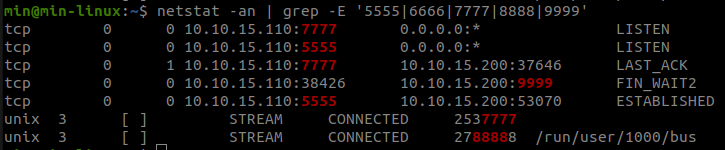 min@min-linux:~$ netstat -an | grep -E '5555|6666|7777|8888|9999'
tcp 0 0 10.10.15.110:7777 0.0.0.0:* LISTEN
tcp 0 0 10.10.15.110:5555 0.0.0.0:* LISTEN
tcp 0 1 10.10.15.110:7777 10.10.15.200:37646 LAST_ACK
tcp 0 0 10.10.15.110:38426 10.10.15.200:9999 FIN_WAIT2
tcp 0 0 10.10.15.110:5555 10.10.15.200:53070 ESTABLISHED
unix 3 [ ] STREAM CONNECTED 2537777
unix 3 [ ] STREAM CONNECTED 2788888 /run/user/1000/bus